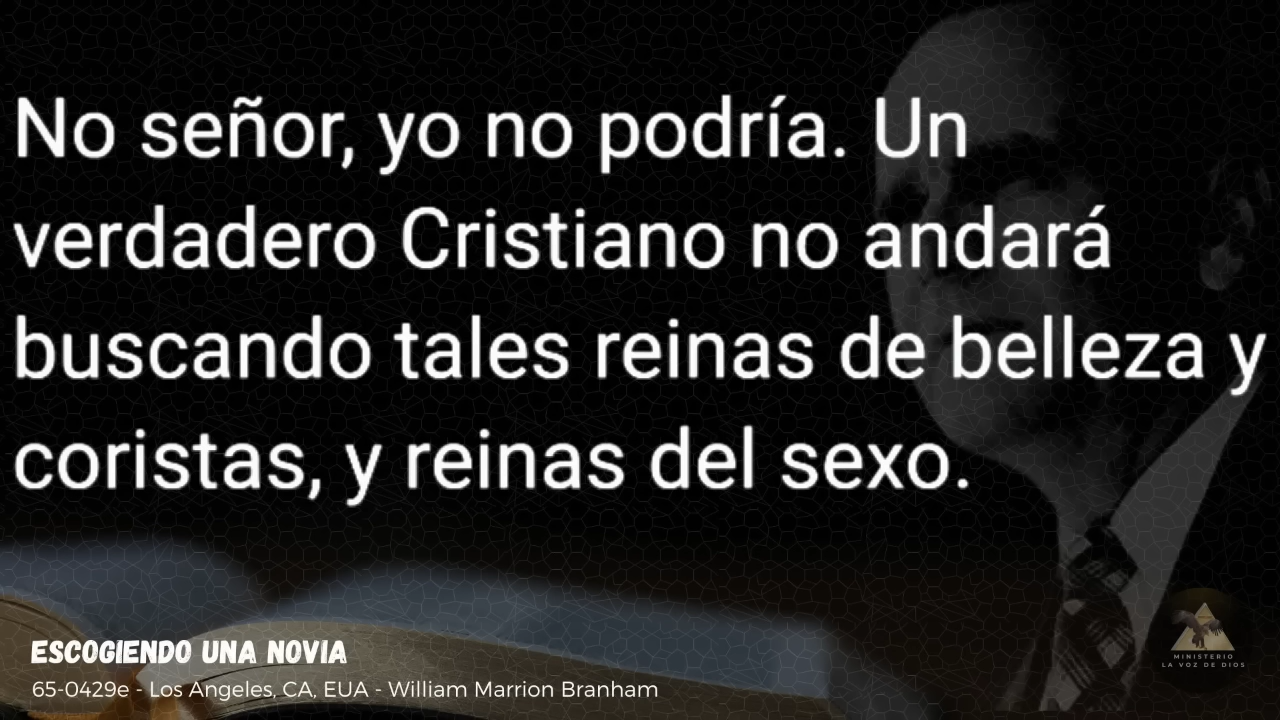 No señor, yo no podría. Un
verdadero Cristiano no andará
buscando tales reinas de belleza y
coristas, y reinas del sexo.
ESCOGIENDO UNA NOVIA
65-0429e - Los Angeles, CA, EUA - William Marrion Branham
MINISTERIO
LA VOZ DE DIOS